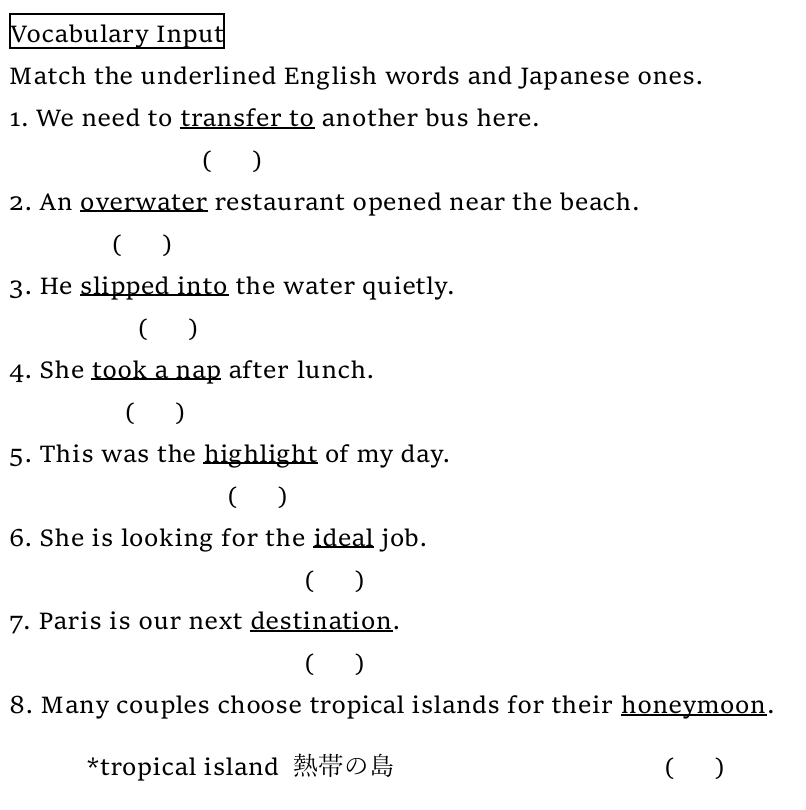 Vocabulary Input
Match the underlined English words and Japanese ones.
1. We need to transfer to another bus here.
(     )
2. An overwater restaurant opened near the beach.
(     )
3. He slipped into the water quietly.
(     )
4. She took a nap after lunch.
(     )
5. This was the highlight of my day.
(     )
6. She is looking for the ideal job.
(     )
7. Paris is our next destination.
(     )
8. Many couples choose tropical islands for their honeymoon.
*tropical island 熱帯の島 (     )